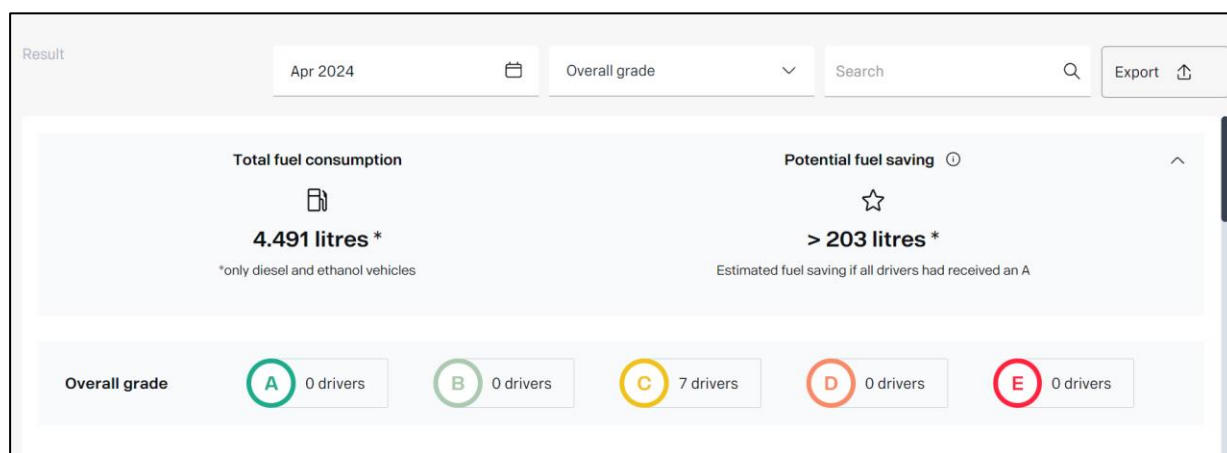 Result
Apr 2024
Overall grade
Search
Export
Total fuel consumption
Potential fuel saving
4.491 litres *
> 203 litres *
*only diesel and ethanol vehicles
Estimated fuel saving if all drivers had received an A
Overall grade
A 0 drivers
B 0 drivers
C 7 drivers
D 0 drivers
E 0 drivers